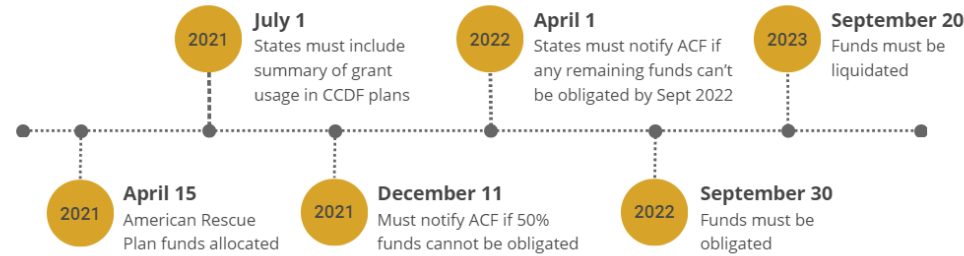 2021
July 1
States must include
summary of grant
usage in CCDF plans
2022
April 1
States must notify ACF if
any remaining funds can't
be obligated by Sept 2022
2023
September 20
Funds must be
liquidated
2021
April 15
American Rescue
Plan funds allocated
2021
December 11
Must notify ACF if 50%
funds cannot be obligated
2022
September 30
Funds must be
obligated